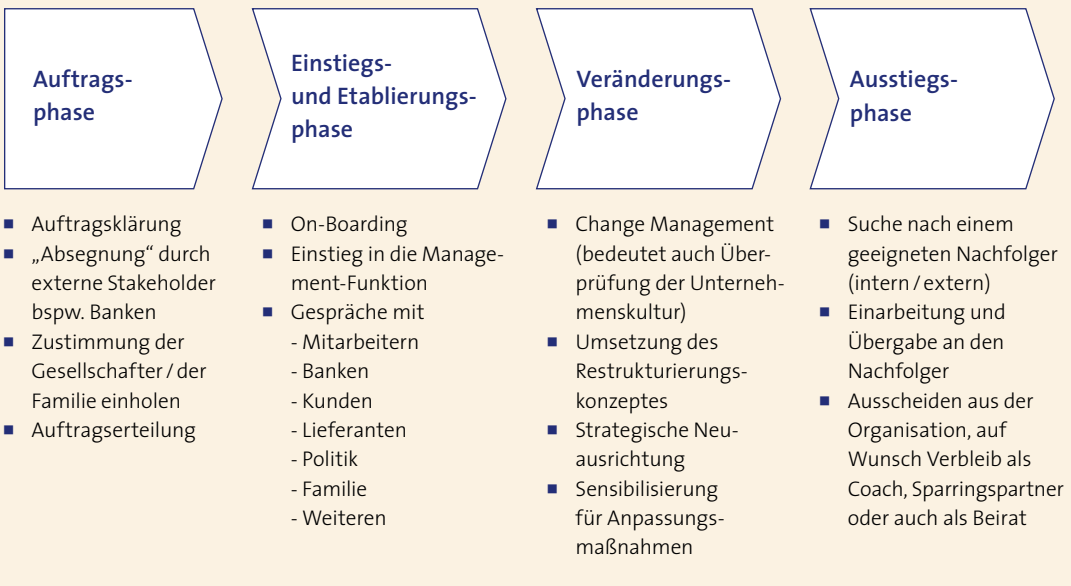 Auftrags-
phase
Einstiegs-
und Etablierungs-
phase
Veränderungs-
phase
Ausstiegs-
phase
■ Auftragsklärung
■ „Absegnung“ durch
externe Stakeholder
bspw. Banken
■ Zustimmung der
Gesellschafter / der
Familie einholen
■ Auftragserteilung
■ On-Boarding
■ Einstieg in die Manage-
ment-Funktion
■ Gespräche mit
- Mitarbeitern
- Banken
- Kunden
- Lieferanten
- Politik
- Familie
- Weiteren
■ Change Management
(bedeutet auch Über-
prüfung der Unterneh-
menskultur)
■ Umsetzung des
Restrukturierungs-
konzeptes
■ Strategische Neu-
ausrichtung
■ Sensibilisierung
für Anpassungs-
maßnahmen
■ Suche nach einem
geeigneten Nachfolger
(intern / extern)
■ Einarbeitung und
Übergabe an den
Nachfolger
■ Ausscheiden aus der
Organisation, auf
Wunsch Verbleib als
Coach, Sparringspartner
oder auch als Beirat